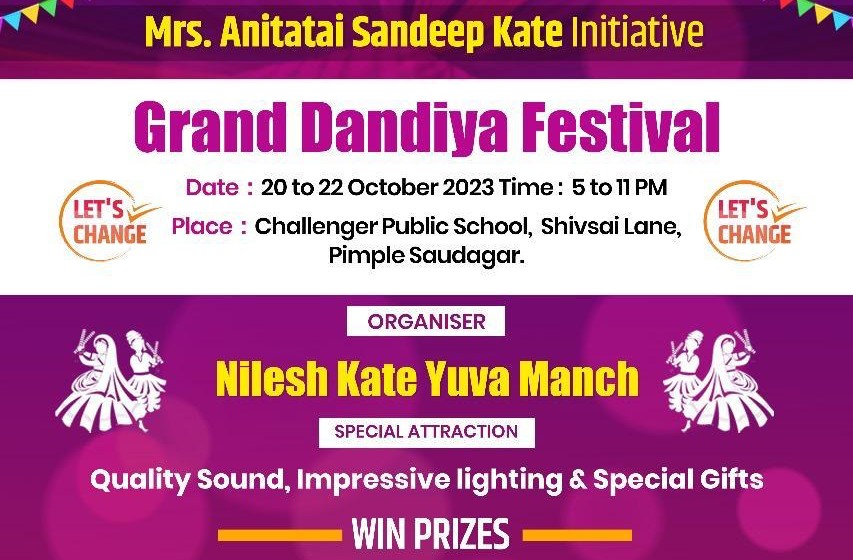 Mrs. Anitatai Sandeep Kate Initiative
Grand Dandiya Festival
Date : 20 to 22 October 2023 Time : 5 to 11 PM
LET'S
CHANGE
Place : Challenger Public School, Shivsai Lane,
Pimple Saudagar.
LET'S
CHANGE
ORGANISER
Nilesh Kate Yuva Manch
SPECIAL ATTRACTION
Quality Sound, Impressive lighting & Special Gifts
WIN PRIZES